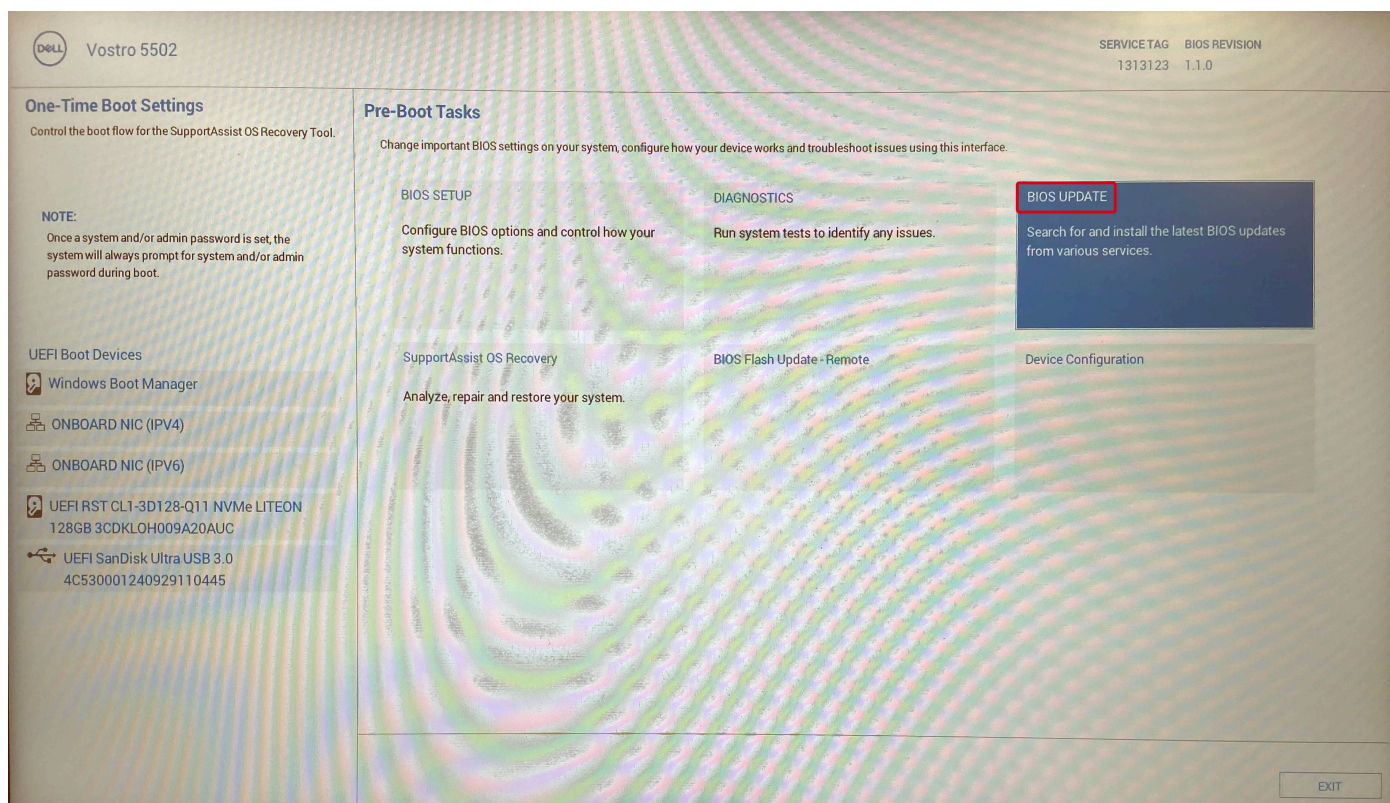 DELL
Vostro 5502
SERVICE TAG BIOS REVISION
1313123 1.1.0
One-Time Boot Settings
Control the boot flow for the SupportAssist OS Recovery Tool.
NOTE:
Once a system and/or admin password is set, the
system will always prompt for system and/or admin
password during boot.
UEFI Boot Devices
Windows Boot Manager
ONBOARD NIC (IPV4)
ONBOARD NIC (IPV6)
UEFI RST CL1-3D128-Q11 NVMe LITEON
128GB 3CDKLOH009A20AUC
UEFI SanDisk Ultra USB 3.0
4C530001240929110445
Pre-Boot Tasks
Change important BIOS settings on your system, configure how your device works and troubleshoot issues using this interface.
BIOS SETUP
Configure BIOS options and control how your
system functions.
DIAGNOSTICS
Run system tests to identify any issues.
BIOS UPDATE
Search for and install the latest BIOS updates
from various services.
SupportAssist OS Recovery
Analyze, repair and restore your system.
BIOS Flash Update - Remote
Device Configuration
EXIT